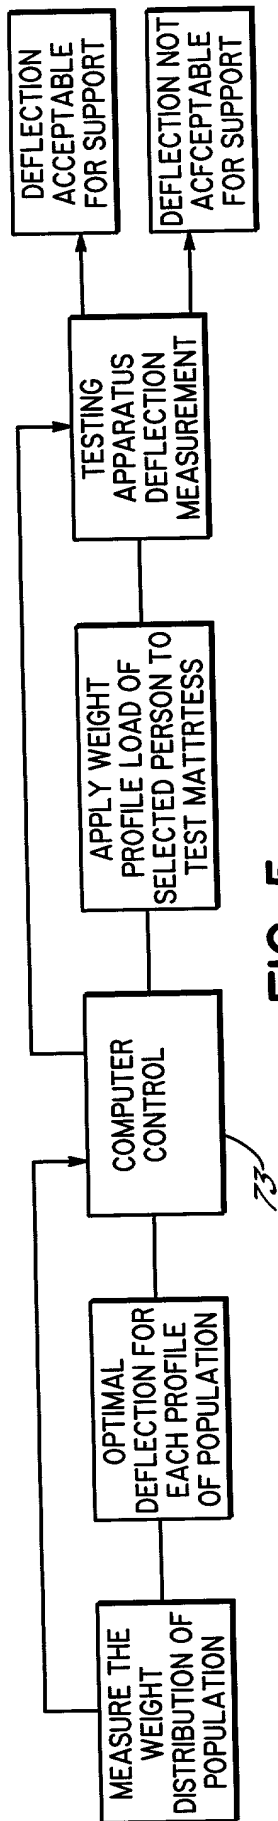 MEASURE THE
WEIGHT
DISTRIBUTION OF
POPULATION
OPTIMAL
DEFLECTION FOR
EACH PROFILE
OF POPULATION
COMPUTER
CONTROL
73
APPLY WEIGHT
PROFILE LOAD OF
SELECTED PERSON TO
TEST MATTRTESS
TESTING
APPARATUS
DEFLECTION
MEASUREMENT
DEFLECTION
ACCEPTABLE
FOR SUPPORT
DEFLECTION NOT
ACFCEPTABLE
FOR SUPPORT
FIG. 5